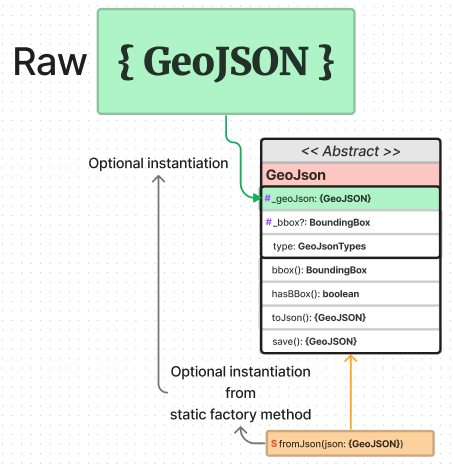 Raw { GeoJSON }
<< Abstract >>
Optional instantiation
GeoJson
#_geoJson: {GeoJSON}
#_bbox?: BoundingBox
type: GeoJsonTypes
bbox(): BoundingBox
hasBBox(): boolean
toJson(): {GeoJSON}
save(): {GeoJSON}
Optional instantiation
from
static factory method
S fromJson(json: {GeoJSON})